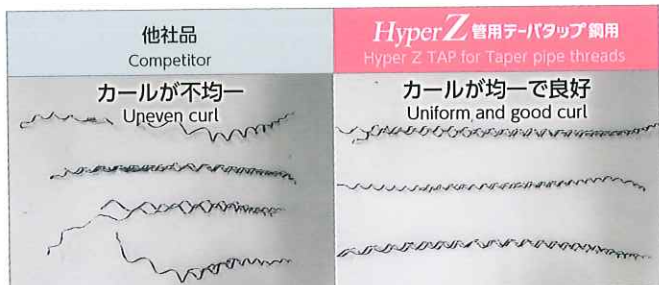 他社品
Competitor
カールが不均一
Uneven curl
HyperZ 管用テーパタップ 鋼用
Hyper Z TAP for Taper pipe threads
カールが均一で良好
Uniform and good curl